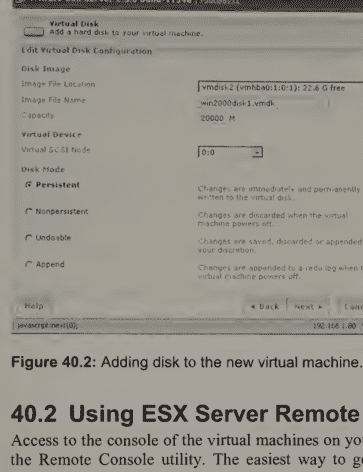 Virtual Disk
Add a hard disk to your virtual machine.
Edit Virtual Disk Configuration
Disk Image
Image File Location
vmdisk2 (vmhba0:1:0:1): 22.6 G free
Image File Name
win2000disk1.vmdk
Capacity
20000 M
Virtual Device
Virtual SCSI Node
0:0
Disk Mode
Persistent
Changes are immediately and permanently
written to the virtual disk.
Nonpersistent
Changes are discarded when the virtual
machine powers off.
Undoable
Changes are saved, discarded or appended
your discretion.
Append
Changes are appended to a redo log when
virtual machine powers off.
Help
< Back
Next >
javascript:next(0);
192.168.1.80
Figure 40.2: Adding disk to the new virtual machine.
40.2 Using ESX Server Remote
Access to the console of the virtual machines on
the Remote Console utility. The easiest way to